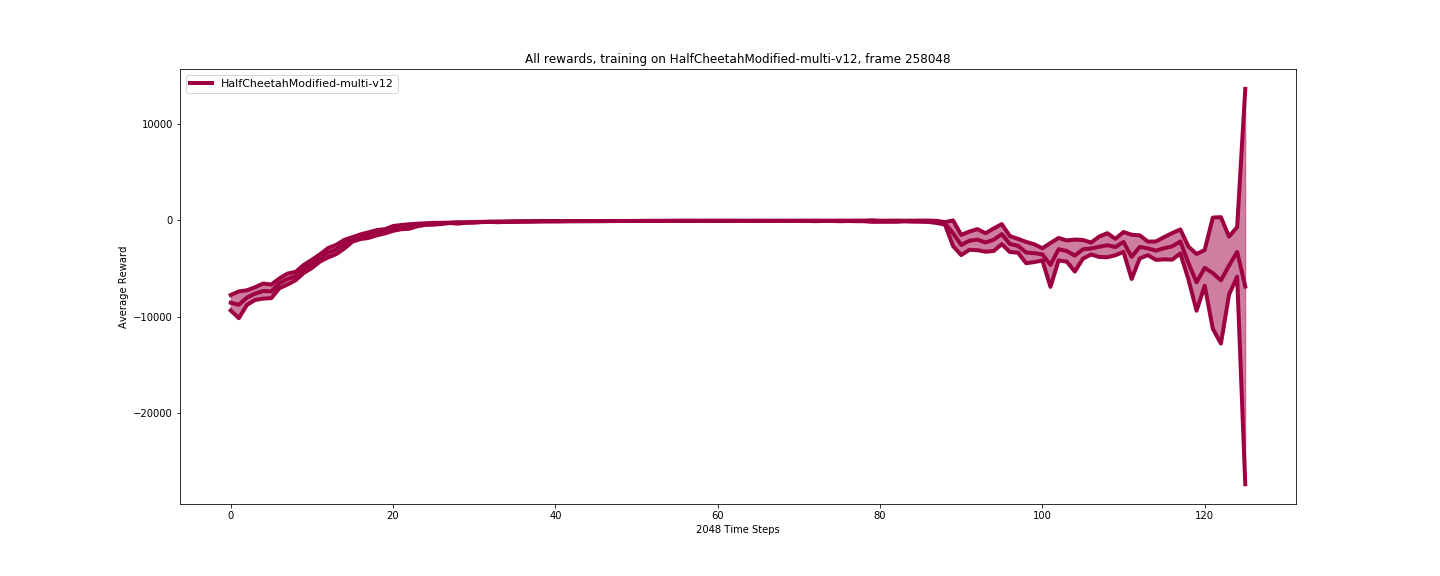 All rewards, training on HalfCheetahModified-multi-v12, frame 258048
HalfCheetahModified-multi-v12
Average Reward
10000
0
−10000
−20000
0 20 40 60 80 100 120
2048 Time Steps